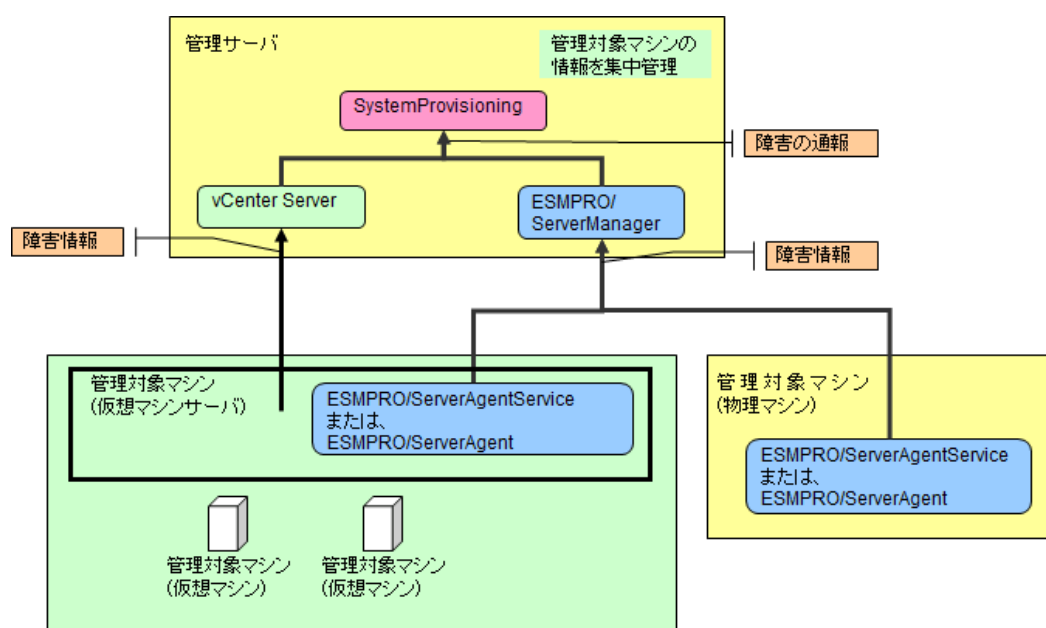 管理サーバ
管理対象マシンの
情報を集中管理
SystemProvisioning
障害の通報
vCenter Server
ESMPRO/
ServerManager
障害情報
障害情報
管理対象マシン
(仮想マシンサーバ)
ESMPRO/ServerAgentService
または、
ESMPRO/ServerAgent
管理対象マシン
(物理マシン)
ESMPRO/ServerAgentService
または、
ESMPRO/ServerAgent
管理対象マシン
(仮想マシン)
管理対象マシン
(仮想マシン)